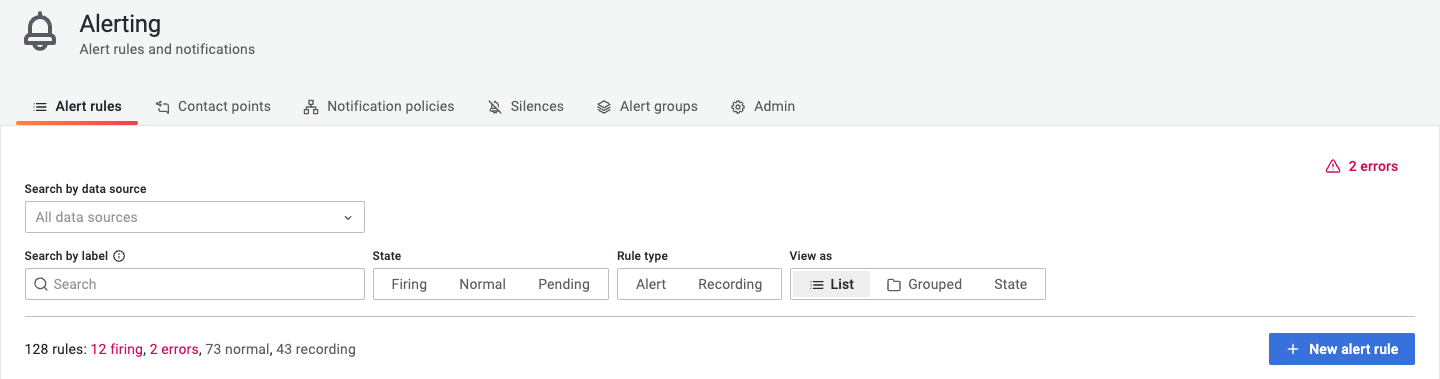 Alerting
Alert rules and notifications
Alert rules Contact points Notification policies Silences Alert groups Admin
2 errors
Search by data source
All data sources
Search by label State Rule type View as
Search Firing Normal Pending Alert Recording List Grouped State
128 rules: 12 firing, 2 errors, 73 normal, 43 recording New alert rule